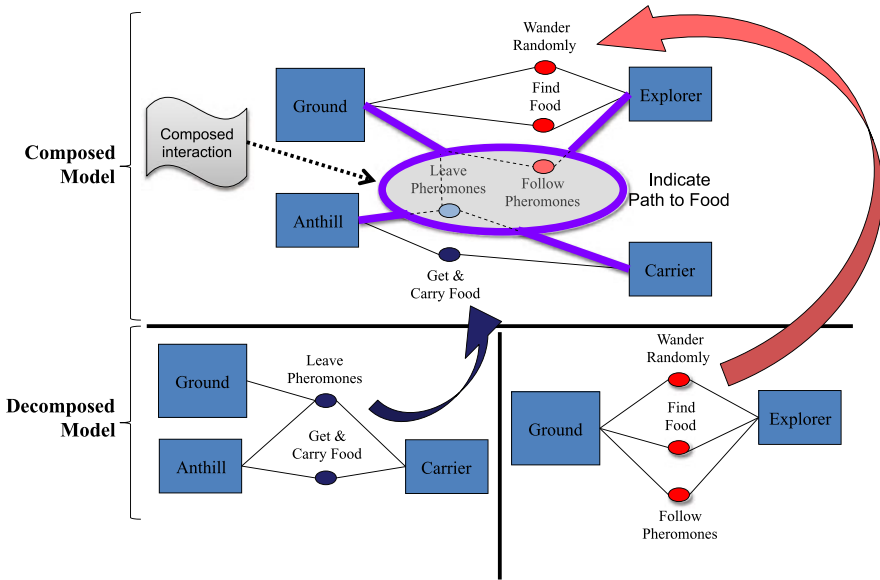 Wander
Randomly
Ground
Find
Food
Explorer
Composed
interaction
Composed
Model
Leave
Pheromones
Follow
Pheromones
Indicate
Path to Food
Anthill
Carrier
Get &
Carry Food
Decomposed
Model
Ground
Leave
Pheromones
Anthill
Get &
Carry Food
Carrier
Wander
Randomly
Ground
Find
Food
Explorer
Follow
Pheromones